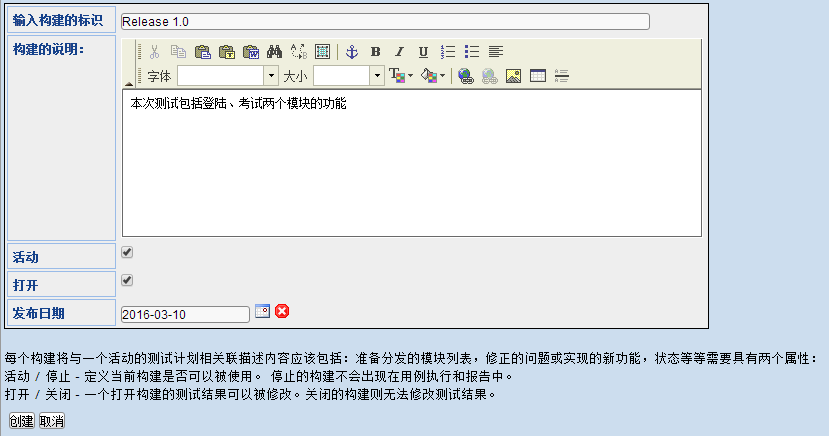 输入构建的标识
Release 1.0
构建的说明：
B I U
字体 大小
本次测试包括登陆、考试两个模块的功能
活动
打开
发布日期
2016-03-10
每个构建将与一个活动的测试计划相关联描述内容应该包括：准备分发的模块列表，修正的问题或实现的新功能，状态等等需要具有两个属性：
活动 / 停止 - 定义当前构建是否可以被使用。 停止的构建不会出现在用例执行和报告中。
打开 / 关闭 - 一个打开构建的测试结果可以被修改。关闭的构建则无法修改测试结果。
创建 取消